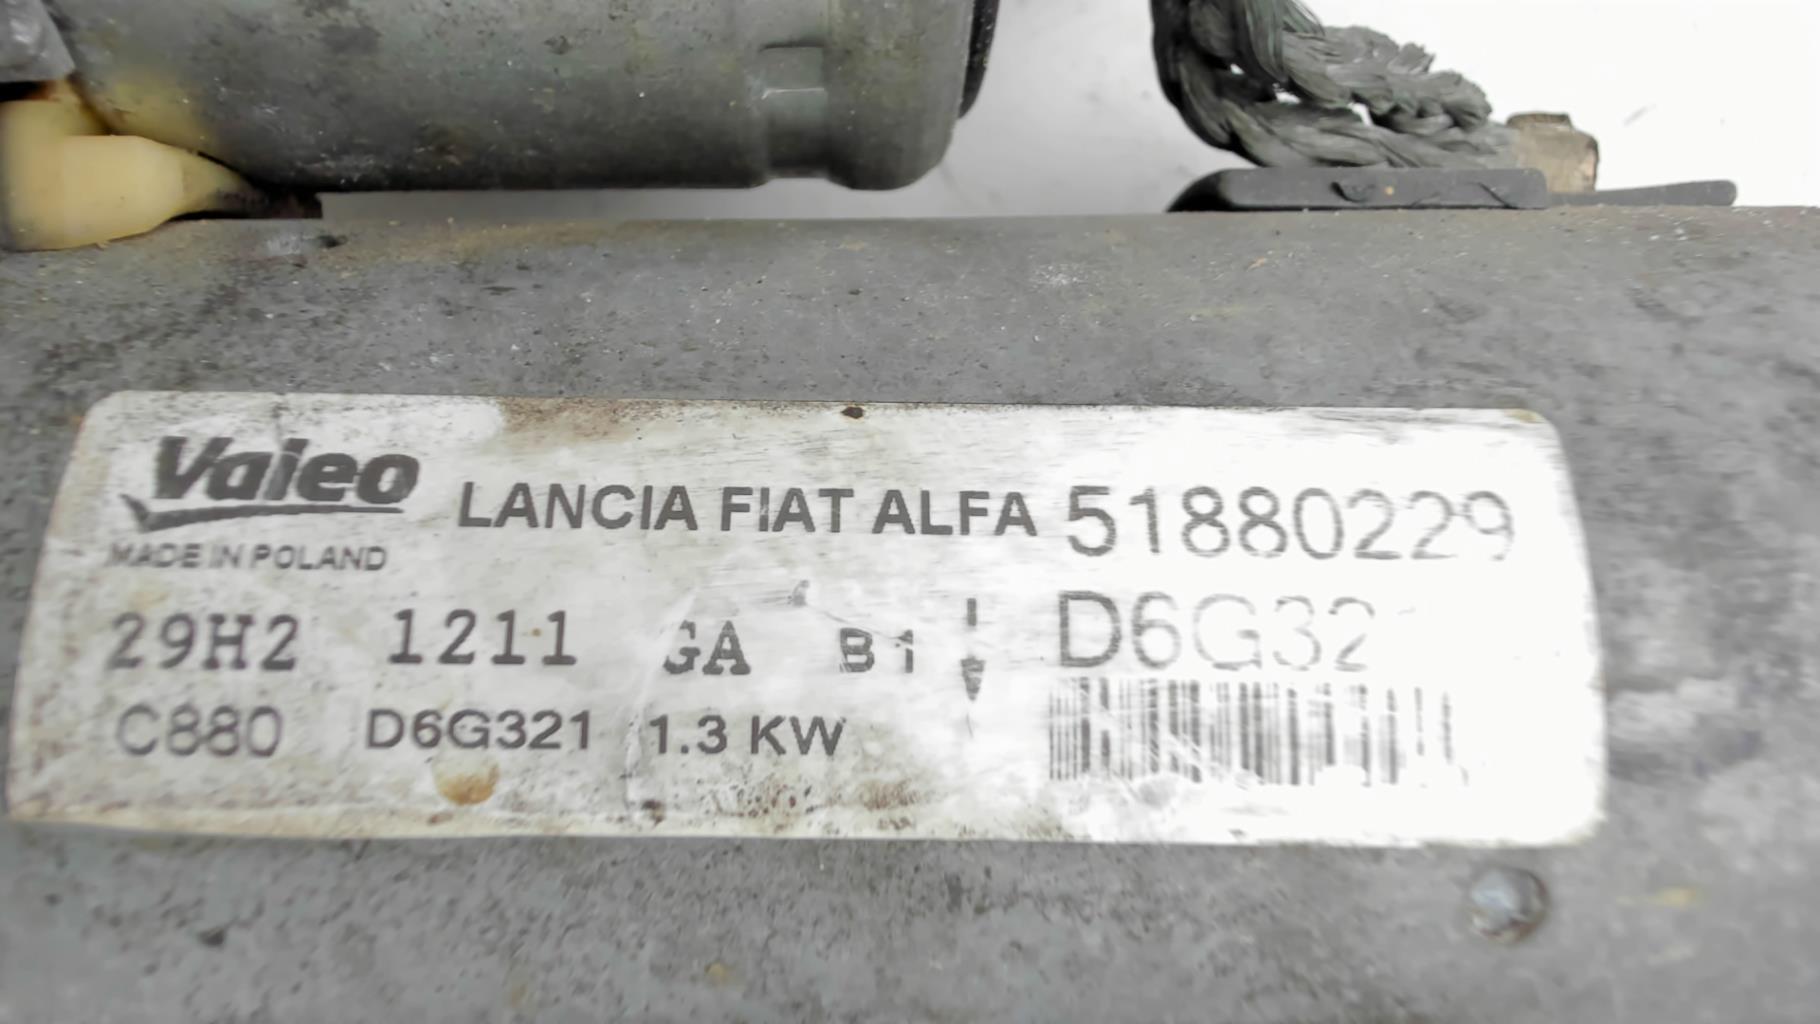 Valeo LANCIA FIAT ALFA 51880229
MADE IN POLAND
29H2 1211 GA B1 D6G32
C880 D6G321 1.3 KW